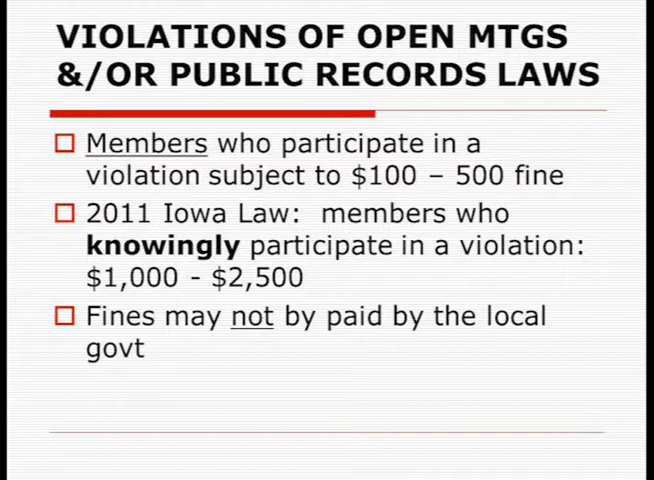 VIOLATIONS OF OPEN MTGS
&/OR PUBLIC RECORDS LAWS
Members who participate in a
violation subject to $100 – 500 fine
2011 Iowa Law: members who
knowingly participate in a violation:
$1,000 - $2,500
Fines may not by paid by the local
govt